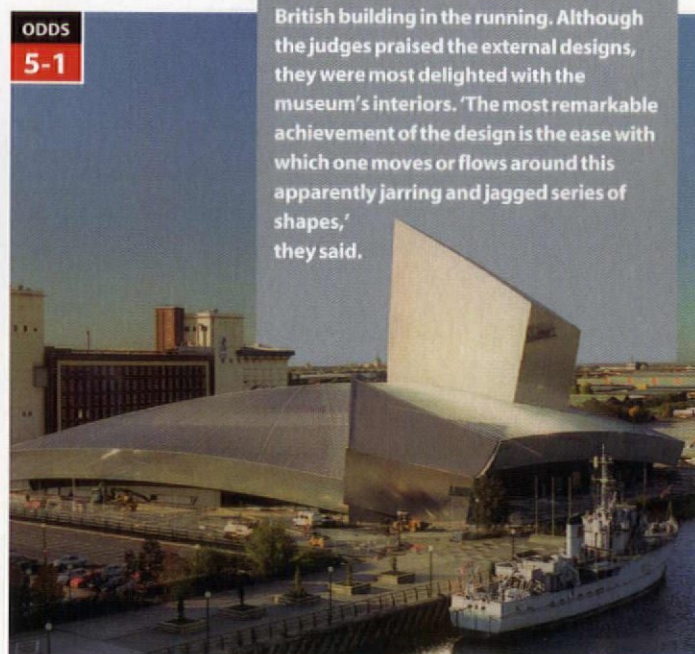 ODDS
5-1
British building in the running. Although
the judges praised the external designs,
they were most delighted with the
museum's interiors. 'The most remarkable
achievement of the design is the ease with
which one moves or flows around this
apparently jarring and jagged series of
shapes,'
they said.